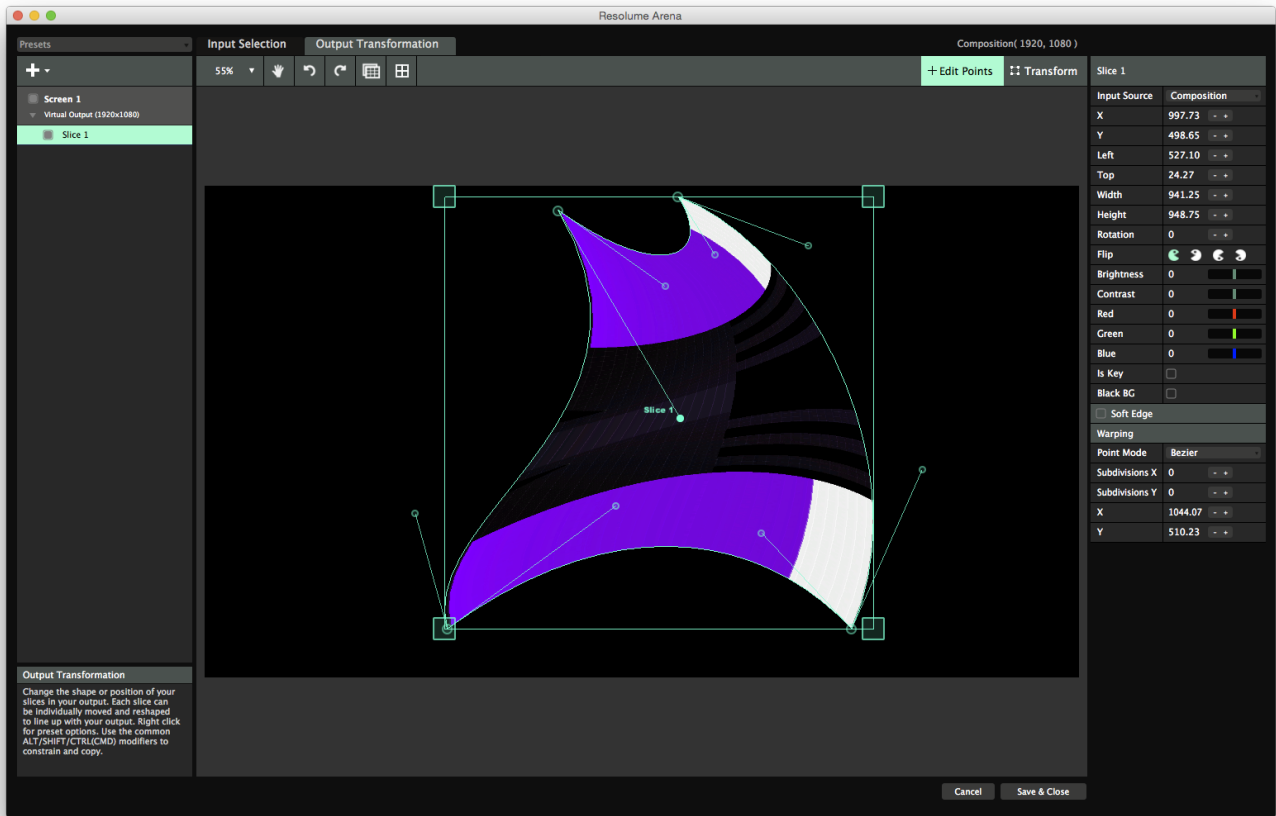 Resolume Arena
Presets
Input Selection
Output Transformation
Composition( 1920, 1080 )
55%
+ Edit Points
Transform
Slice 1
Screen 1
Virtual Output (1920x1080)
Slice 1
Input Source Composition
X 997.73 - +
Y 498.65 - +
Left 527.10 - +
Top 24.27 - +
Width 941.25 - +
Height 948.75 - +
Rotation 0 - +
Flip
Brightness 0
Contrast 0
Red 0
Green 0
Blue 0
Is Key
Black BG
Soft Edge
Warping
Point Mode Bezier
Subdivisions X 0 - +
Subdivisions Y 0 - +
X 1044.07 - +
Y 510.23 - +
Slice 1
Output Transformation
Change the shape or position of your
slices in your output. Each slice can
be individually moved and reshaped
to line up with your output. Right click
for preset options. Use the common
ALT/SHIFT/CTRL(CMD) modifiers to
constrain and copy.
Cancel
Save & Close